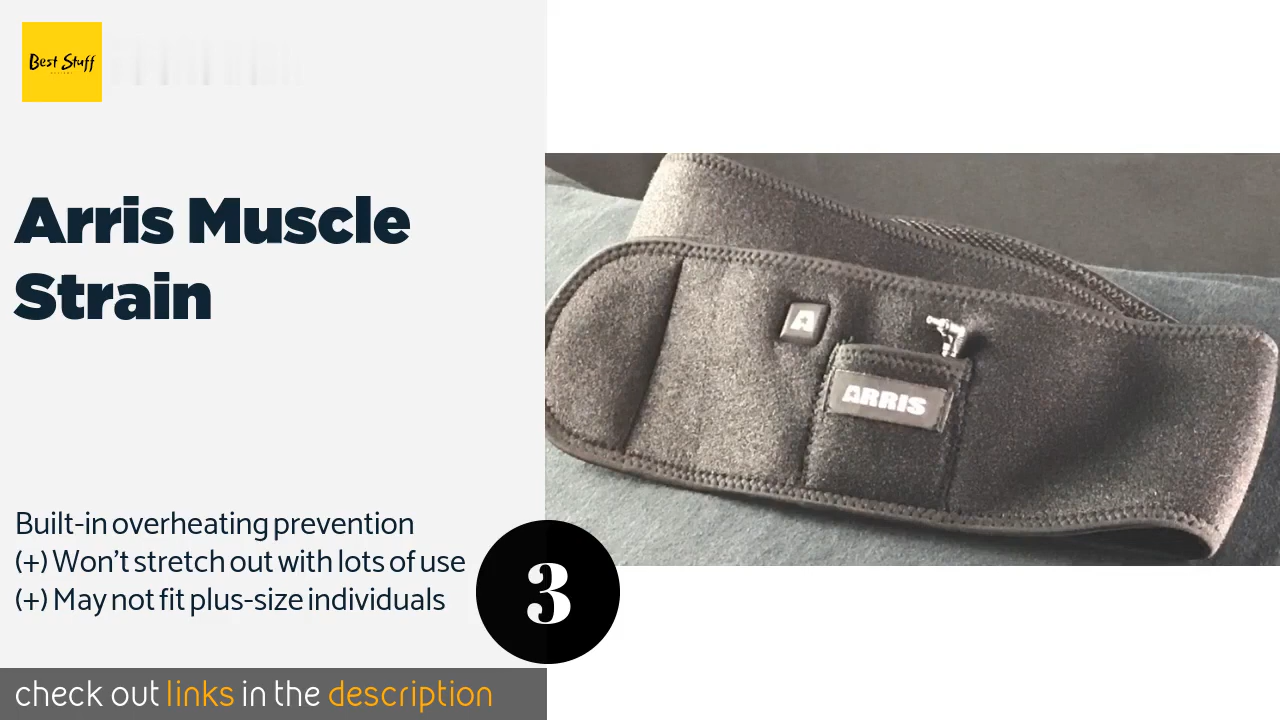 Best Stuff
Arris Muscle
Strain
A
ARRIS
Built-in overheating prevention
(+) Won't stretch out with lots of use
(+) May not fit plus-size individuals
3
check out links in the description